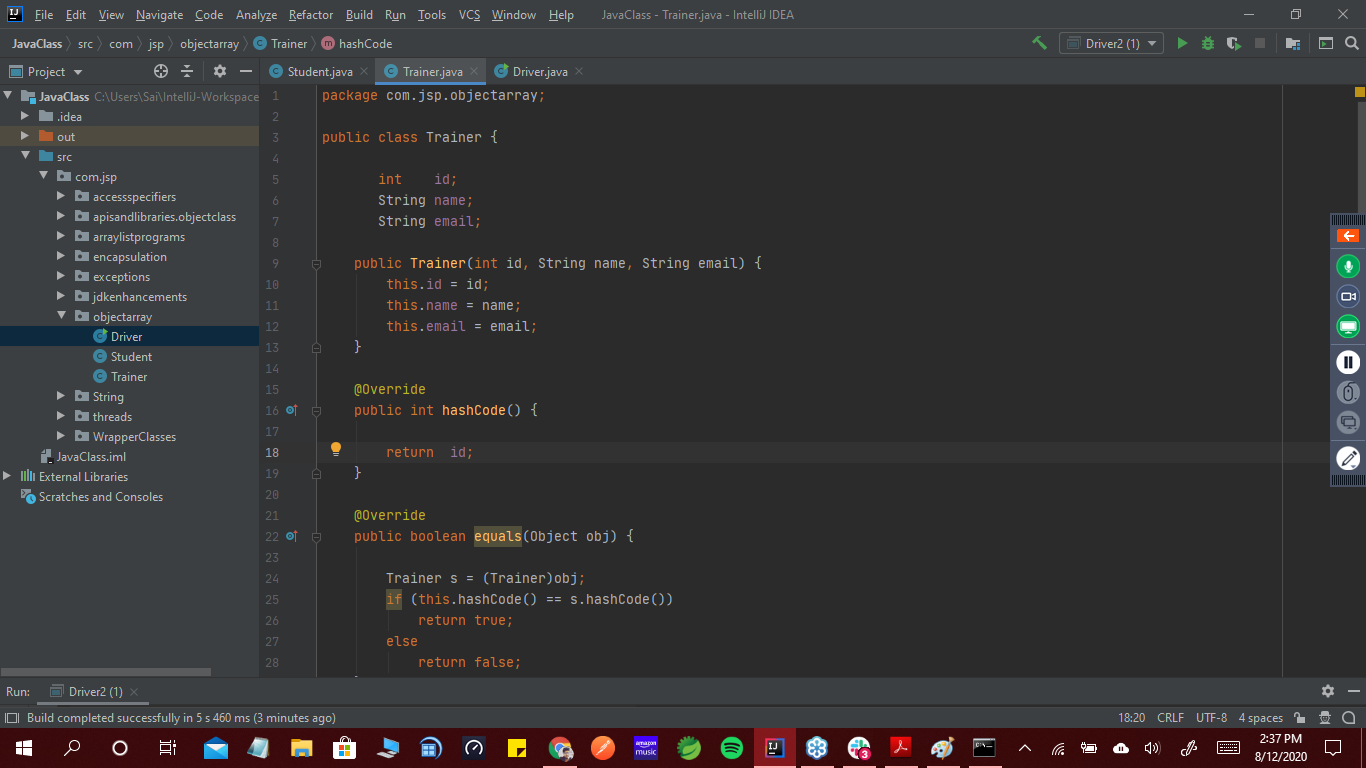 File Edit View Navigate Code Analyze Refactor Build Run Tools VCS Window Help JavaClass - Trainer.java - IntelliJ IDEA
JavaClass src com jsp objectarray Trainer hashCode Driver2 (1)
Project Student.java Trainer.java Driver.java
JavaClass C:\Users\Sai\IntelliJ-Workspace
.idea
out
src
com.jsp
accessspecifiers
apisandlibraries.objectclass
arraylistprograms
encapsulation
exceptions
jdkenhancements
objectarray
Driver
Student
Trainer
String
threads
WrapperClasses
JavaClass.iml
External Libraries
Scratches and Consoles
1 package com.jsp.objectarray;
2
3 public class Trainer {
4
5 int id;
6 String name;
7 String email;
8
9 public Trainer(int id, String name, String email) {
10 this.id = id;
11 this.name = name;
12 this.email = email;
13 }
14
15 @Override
16 public int hashCode() {
17
18 return id;
19 }
20
21 @Override
22 public boolean equals(Object obj) {
23
24 Trainer s = (Trainer)obj;
25 if (this.hashCode() == s.hashCode())
26 return true;
27 else
28 return false;
Run: Driver2 (1)
Build completed successfully in 5 s 460 ms (3 minutes ago) 18:20 CRLF UTF-8 4 spaces
amazon music
3
2:37 PM
8/12/2020